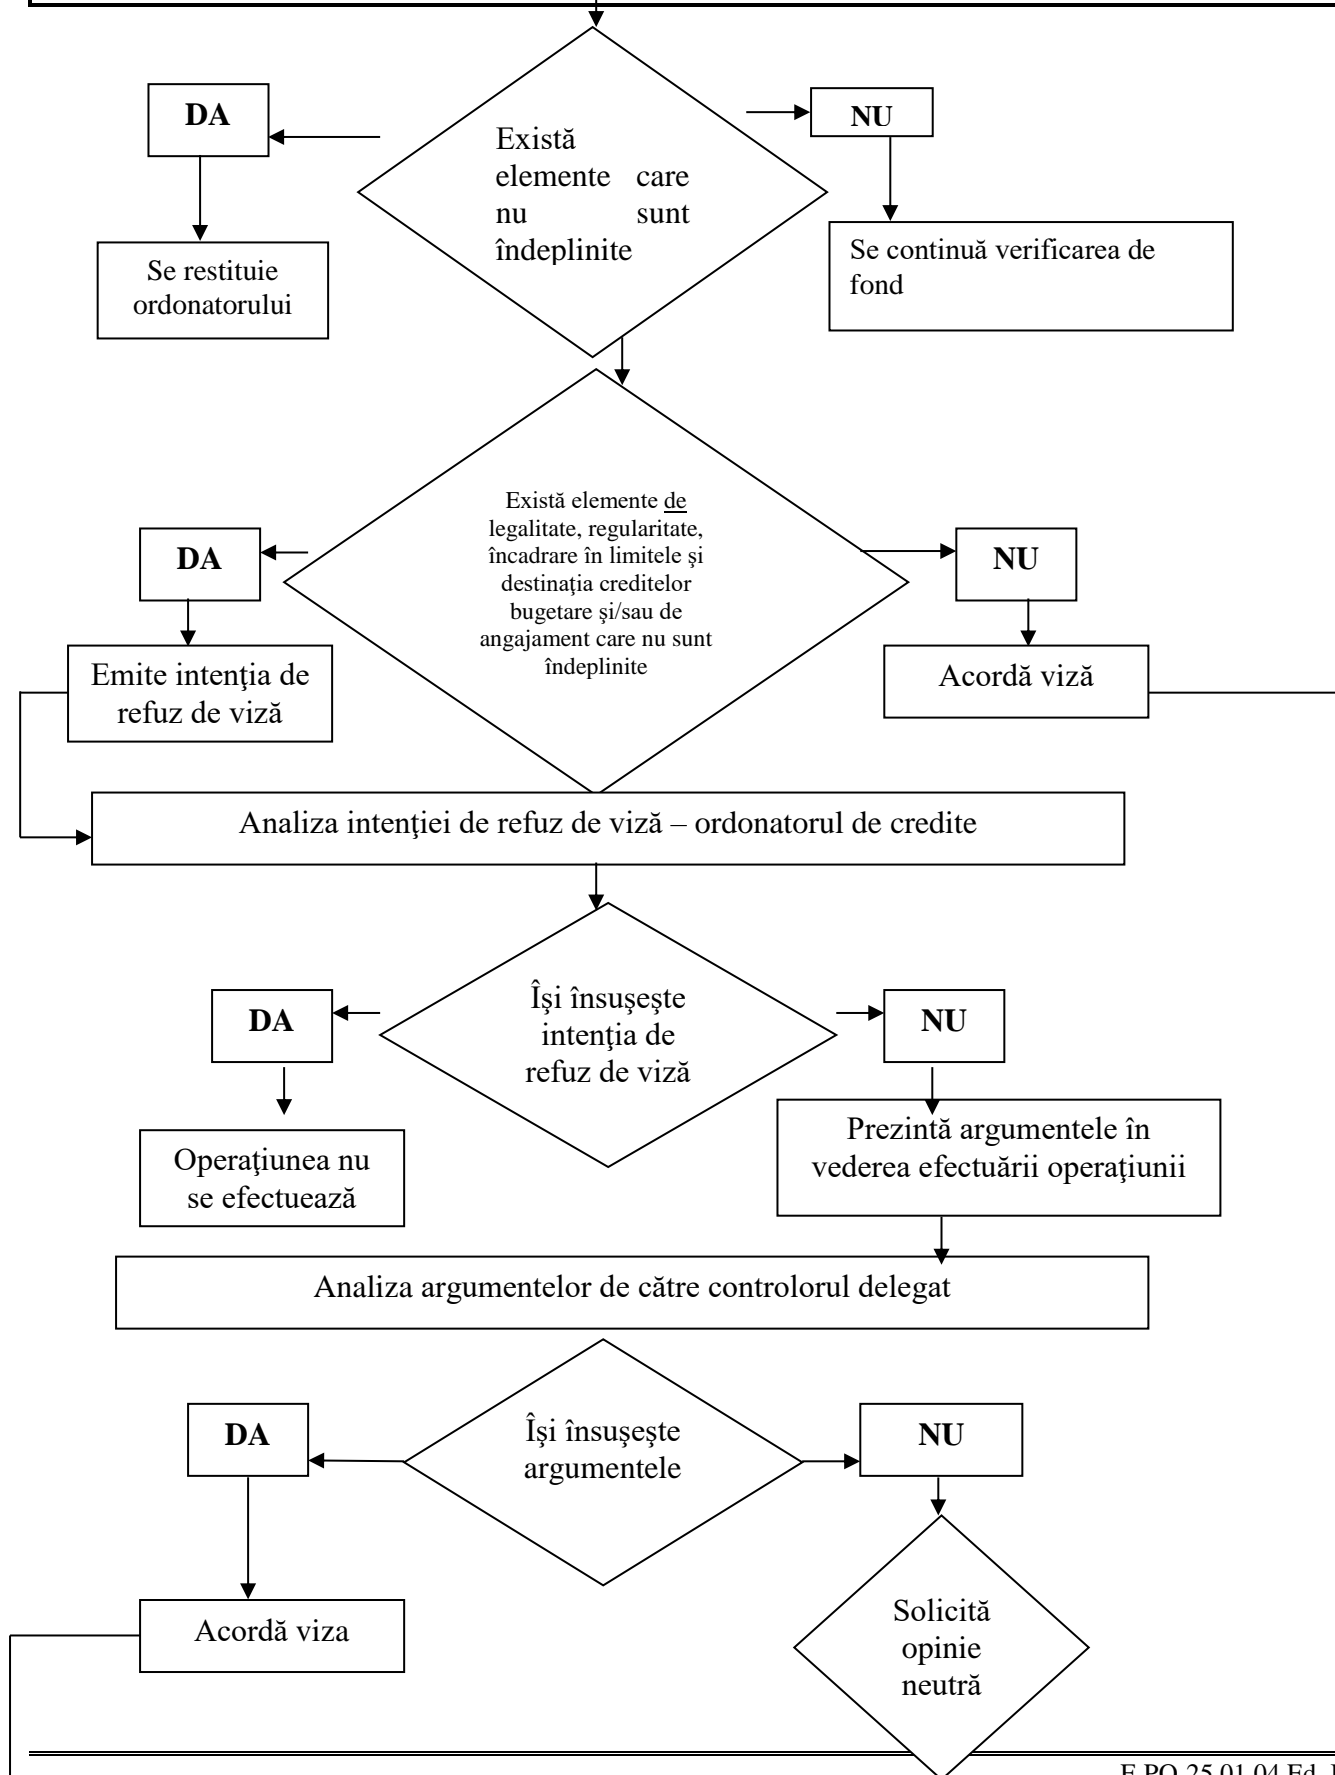 DA
NU
Există
elemente care
nu sunt
îndeplinite
Se restituie
ordonatorului
Se continuă verificarea de
fond
Există elemente de
legalitate, regularitate,
încadrare în limitele şi
destinaţia creditelor
bugetare şi/sau de
angajament care nu sunt
îndeplinite
DA
NU
Emite intenţia de
refuz de viză
Acordă viză
Analiza intenţiei de refuz de viză – ordonatorul de credite
Îşi însuşeşte
intenţia de
refuz de viză
DA
NU
Operaţiunea nu
se efectuează
Prezintă argumentele în
vederea efectuării operaţiunii
Analiza argumentelor de către controlorul delegat
DA
Îşi însuşeşte
argumentele
NU
Acordă viza
Solicită
opinie
neutră